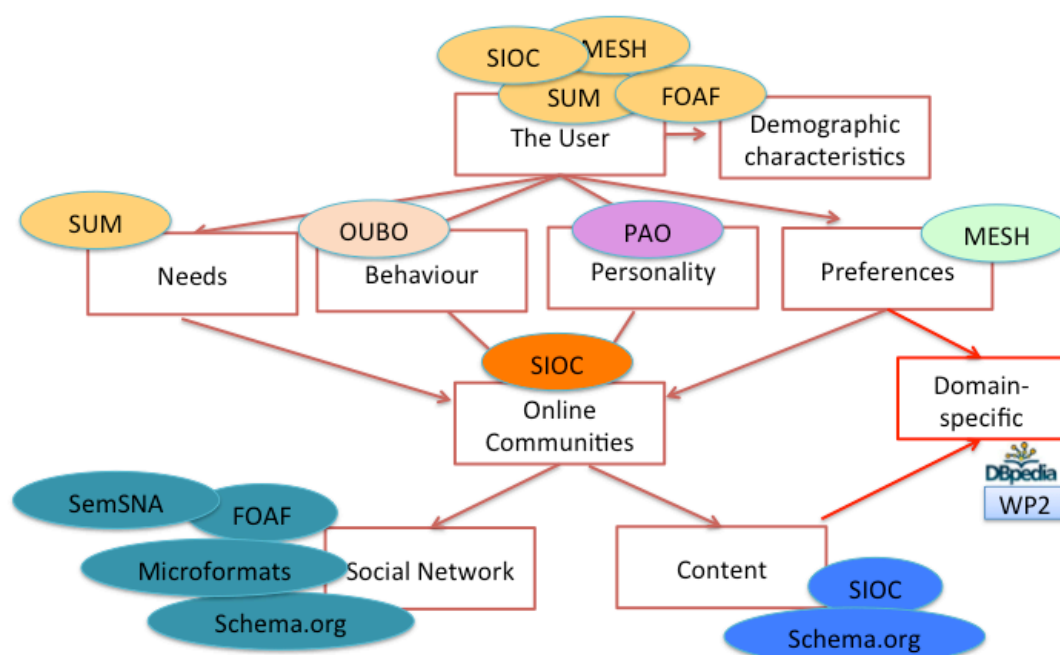 SIOC
MESH
SUM
FOAF
The User
Demographic
characteristics
SUM
OUBO
PAO
MESH
Needs
Behaviour
Personality
Preferences
SIOC
Online
Communities
Domain-
specific
DBpedia
WP2
SemSNA
FOAF
Microformats
Social Network
Content
SIOC
Schema.org
Schema.org